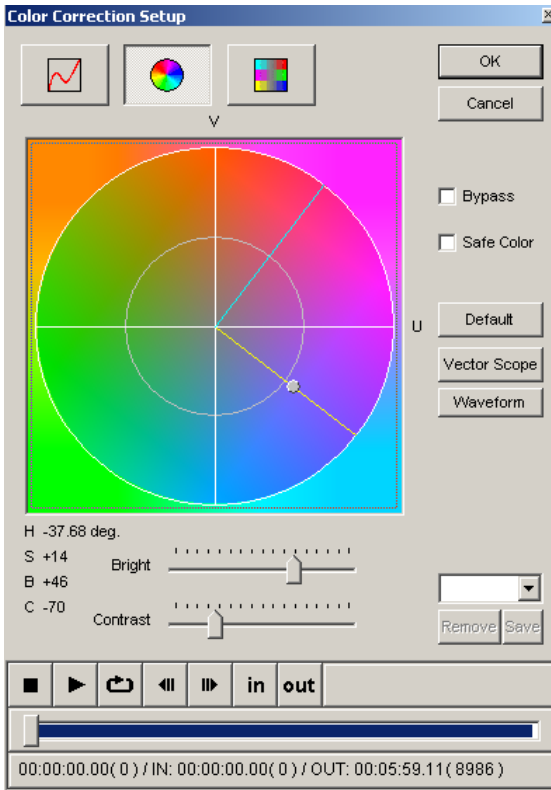 Color Correction Setup
OK
Cancel
V
Bypass
Safe Color
U
Default
Vector Scope
Waveform
H -37.68 deg.
S +14
B +46
C -70
Bright
Contrast
Remove
Save
in
out
00:00:00.00( 0 ) / IN: 00:00:00.00( 0 ) / OUT: 00:05:59.11( 8986 )